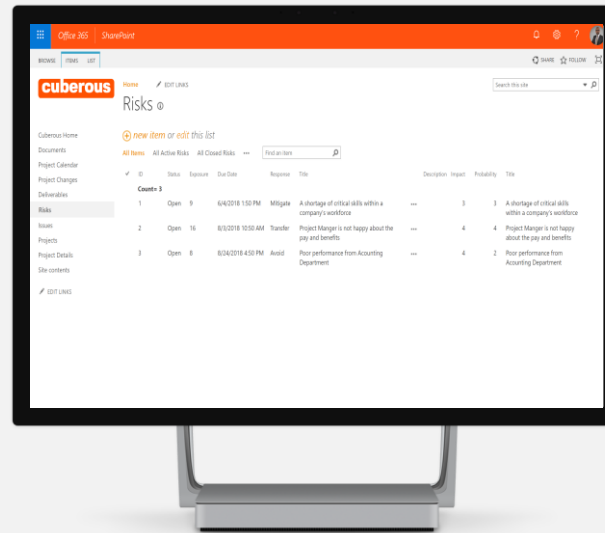 Office 365 SharePoint
?
BROWSE ITEMS LIST SHARE FOLLOW
cuberous
Home EDIT LINKS Search this site
Risks
Cuberous Home
Documents
Project Calendar
Project Changes
Deliverables
Risks
Issues
Projects
Project Details
Site contents
EDIT LINKS
new item or edit this list
All Items All Active Risks All Closed Risks ••• Find an item
ID Status Exposure Due Date Response Title Description Impact Probability Title
Count= 3
1 Open 9 6/4/2018 1:50 PM Mitigate A shortage of critical skills within a ••• 3 3 A shortage of critical skills
company's workforce within a company's workforce
2 Open 16 8/3/2018 10:50 AM Transfer Project Manger is not happy about the ••• 4 4 Project Manger is not happy
pay and benefits about the pay and benefits
3 Open 8 8/24/2018 4:50 PM Avoid Poor performance from Acounting ••• 4 2 Poor performance from
Department Acounting Department